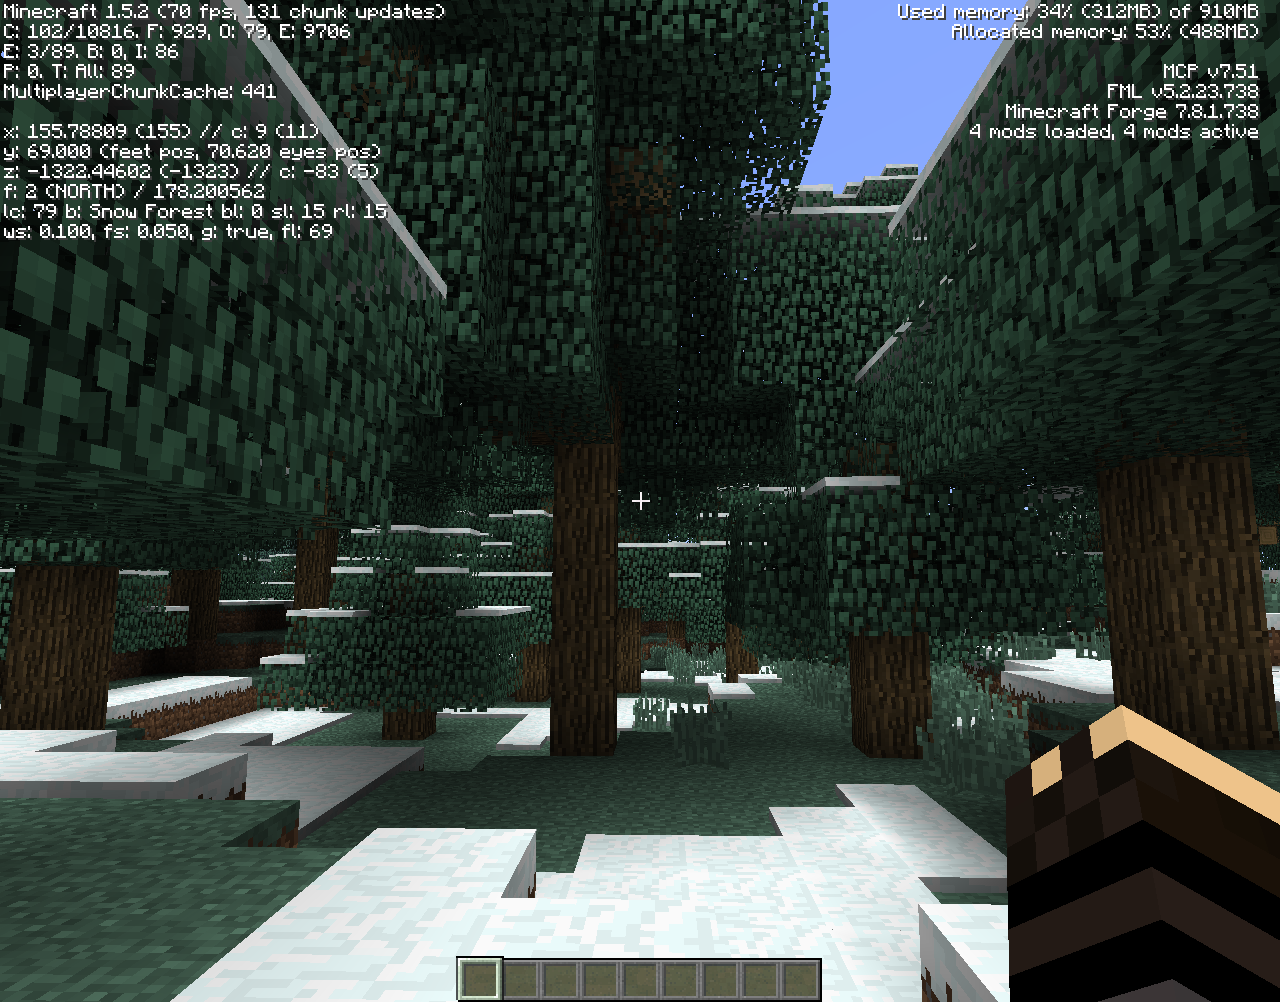 Minecraft 1.5.2 (70 fps, 131 chunk updates)
C: 102/10816. F: 929, O: 79, E: 9706
E: 3/89. B: 0, I: 86
P: 0. T: All: 89
MultiplayerChunkCache: 441
x: 155.78809 (155) // c: 9 (11)
y: 69.000 (feet pos, 70.620 eyes pos)
z: -1322.44602 (-1323) // c: -83 (5)
f: 2 (NORTH) / 178.200562
lc: 79 b: Snow Forest bl: 0 sl: 15 rl: 15
ws: 0.100, fs: 0.050, g: true, fl: 69
Used memory: 34% (312MB) of 910MB
Allocated memory: 53% (488MB)
MCP v7.51
FML v5.2.23.738
Minecraft Forge 7.8.1.738
4 mods loaded, 4 mods active